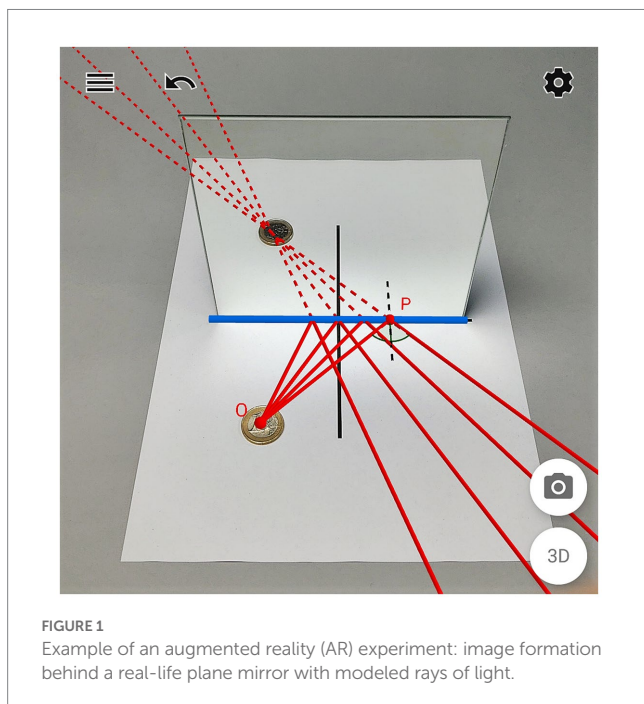 P
O
3D
FIGURE 1
Example of an augmented reality (AR) experiment: image formation
behind a real-life plane mirror with modeled rays of light.